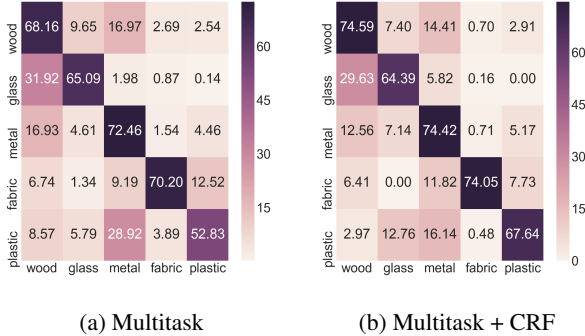 wood 68.16 9.65 16.97 2.69 2.54
glass 31.92 65.09 1.98 0.87 0.14
metal 16.93 4.61 72.46 1.54 4.46
fabric 6.74 1.34 9.19 70.20 12.52
plastic 8.57 5.79 28.92 3.89 52.83
wood glass metal fabric plastic
60
45
30
15
(a) Multitask
wood 74.59 7.40 14.41 0.70 2.91
glass 29.63 64.39 5.82 0.16 0.00
metal 12.56 7.14 74.42 0.71 5.17
fabric 6.41 0.00 11.82 74.05 7.73
plastic 2.97 12.76 16.14 0.48 67.64
wood glass metal fabric plastic
60
45
30
15
0
(b) Multitask + CRF